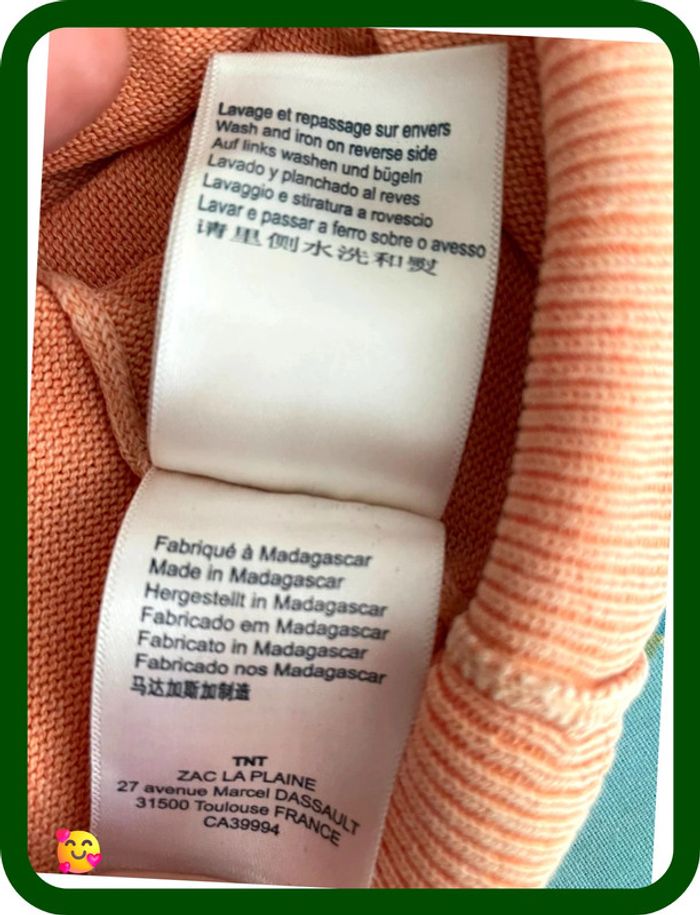 Lavage et repassage sur envers
Wash and iron on reverse side
Auf links washen und bügeln
Lavado y planchado al reves
Lavaggio e stiratura a rovescio
Lavar e passar a ferro sobre o avesso
请里侧水洗和熨
Fabriqué à Madagascar
Made in Madagascar
Hergestellt in Madagascar
Fabricado em Madagascar
Fabricato in Madagascar
Fabricado nos Madagascar
马达加斯加制造
TNT
ZAC LA PLAINE
27 avenue Marcel DASSAULT
31500 Toulouse FRANCE
CA39994